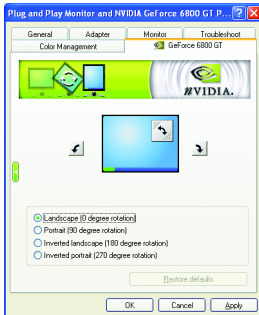 Plug and Play Monitor and NVIDIA GeForce 6800 GT P...
General Adapter Monitor Troubleshoot
Color Management GeForce 6800 GT
NVIDIA.
Landscape (0 degree rotation)
Portrait (90 degree rotation)
Inverted landscape (180 degree rotation)
Inverted portrait (270 degree rotation)
Restore defaults
OK Cancel Apply